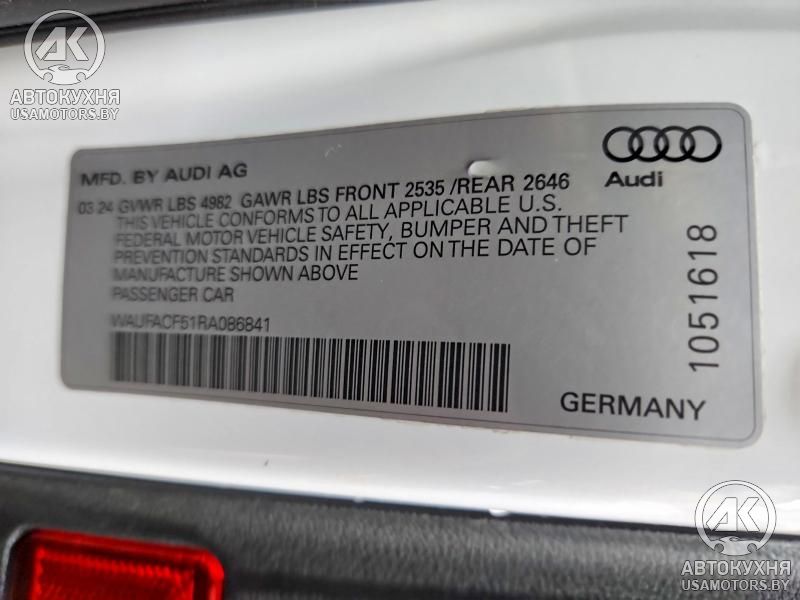 AK
АВТОКУХНЯ
USAMOTORS.BY
MFD. BY AUDI AG
Audi
03.24 GVWR LBS 4982 GAWR LBS FRONT 2535 /REAR 2646
THIS VEHICLE CONFORMS TO ALL APPLICABLE U.S.
FEDERAL MOTOR VEHICLE SAFETY, BUMPER AND THEFT
PREVENTION STANDARDS IN EFFECT ON THE DATE OF
MANUFACTURE SHOWN ABOVE
PASSENGER CAR
WAUFACF51RA086841
1051618
GERMANY
AK
АВТОКУХНЯ
USAMOTORS.BY